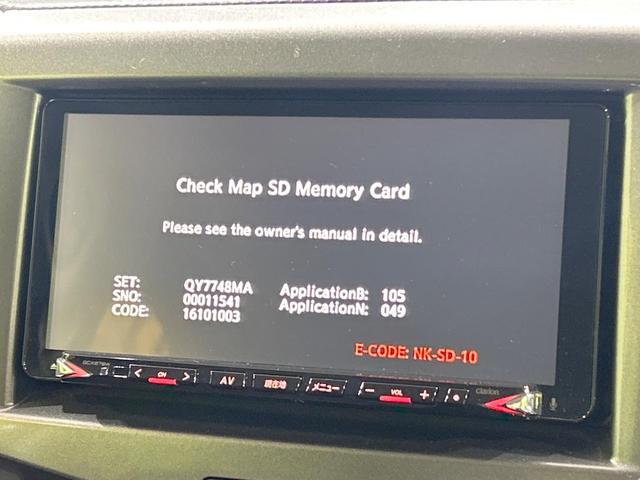 Check Map SD Memory Card
Please see the owner's manual in detail.
SET: QY7748MA ApplicationB: 105
SNO: 00011541 ApplicationN: 049
CODE: 16101003
E-CODE: NK-SD-10
CH AV 現在地 メニュー − VOL + clarion